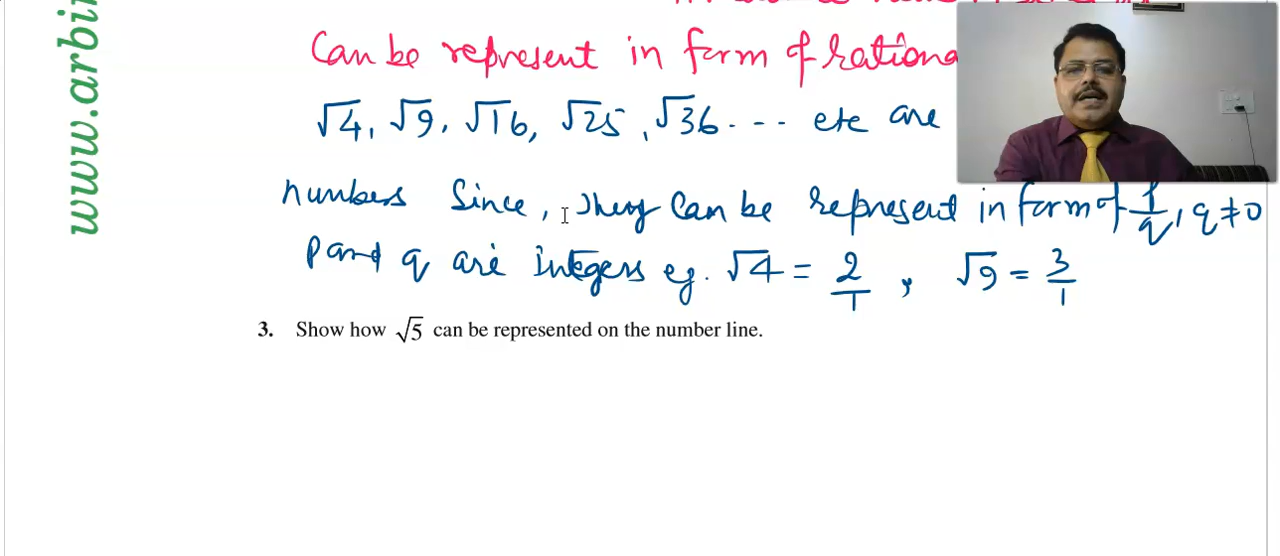 www.arbin
Can be represent in form of rationa
√4, √9, √16, √25, √36 - - - etc are
numbers Since, They Can be represent in form of p/q, q ≠ 0
p and q are integers eg. √4 = 2/1, √9 = 3/1
3. Show how √5 can be represented on the number line.